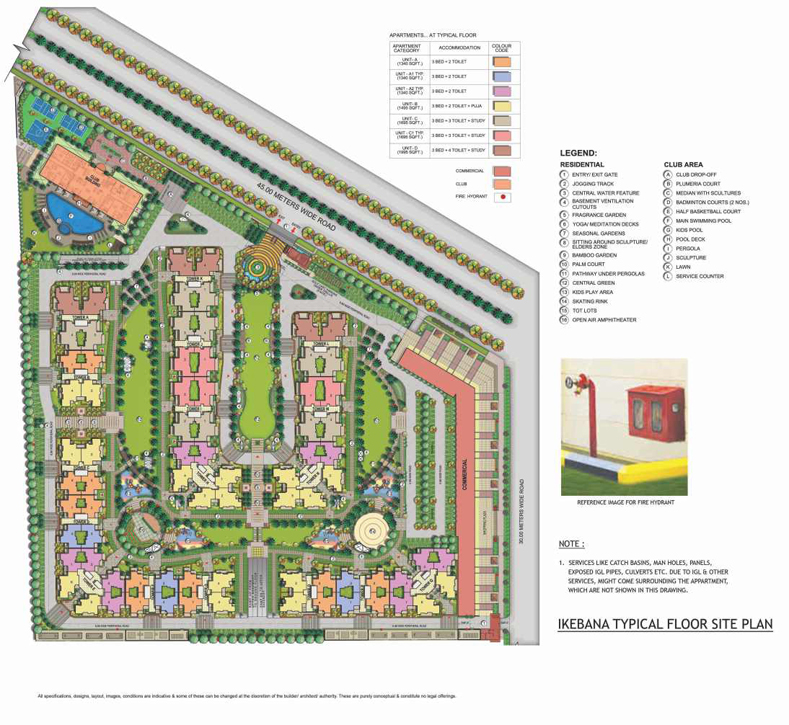 APARTMENTS... AT TYPICAL FLOOR
APARTMENT CATEGORY ACCOMMODATION COLOUR CODE
UNIT- A (1340 SQFT.) 3 BED + 2 TOILET
UNIT - A1 TYP. (1340 SQFT.) 3 BED + 2 TOILET
UNIT - A2 TYP. (1340 SQFT.) 3 BED + 2 TOILET
UNIT- B 3 BED + 2 TOILET + PUJA
UNIT- C 3 BED + 3 TOILET + STUDY
UNIT - C1 TYP. 3 BED + 3 TOILET + STUDY
UNIT- D 3 BED + 4 TOILET + STUDY
COMMERCIAL
CLUB
FIRE HYDRANT
45.00 METERS WIDE ROAD
30.00 METERS WIDE ROAD
CLUB BUILDING
COMMERCIAL
TOWER A
TOWER K
TOWER L
TOWER M
LEGEND:
RESIDENTIAL
1 ENTRY/EXIT GATE
2 JOGGING TRACK
3 CENTRAL WATER FEATURE
4 BASEMENT VENTILATION
CUTOUTS
5 FRAGRANCE GARDEN
6 YOGA/ MEDITATION DECKS
7 SEASONAL GARDENS
8 SITTING AROUND SCULPTURE/
ELDERS ZONE
9 BAMBOO GARDEN
10 PALM COURT
11 PATHWAY UNDER PERGOLAS
12 CENTRAL GREEN
13 KIDS PLAY AREA
14 SKATING RINK
15 TOT LOTS
16 OPEN AIR AMPHITHEATER
CLUB AREA
A CLUB DROP-OFF
B PLUMERIA COURT
C MEDIAN WITH SCULTURES
D BADMINTON COURTS (2 NOS.)
E HALF BASKETBALL COURT
F MAIN SWIMMING POOL
G KIDS POOL
H POOL DECK
I PERGOLA
J SCULPTURE
K LAWN
L SERVICE COUNTER
REFERENCE IMAGE FOR FIRE HYDRANT
NOTE :
1. SERVICES LIKE CATCH BASINS, MAN HOLES, PANELS,
EXPOSED IGL PIPES, CULVERTS ETC. DUE TO IGL & OTHER
SERVICES, MIGHT COME SURROUNDING THE APPARTMENT,
WHICH ARE NOT SHOWN IN THIS DRAWING.
IKEBANA TYPICAL FLOOR SITE PLAN
All specifications, designs, layout, images, conditions are indicative & some of these can be changed at the discretion of the builder/ architect/ authority. These are purely conceptual & constitute no legal offerings.